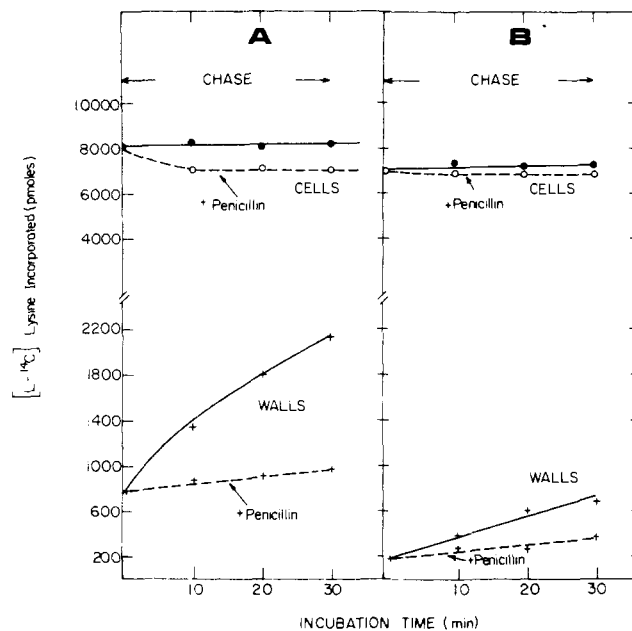 A B
CHASE CHASE
10000
8000
6000
4000
CELLS
+ Penicillin
CELLS
+Penicillin
2200
1800
1400
1000
600
200
WALLS
+Penicillin
WALLS
+Penicillin
10 20 30 10 20 30
INCUBATION TIME (min)
[L-14C] Lysine Incorporated (pmoles)